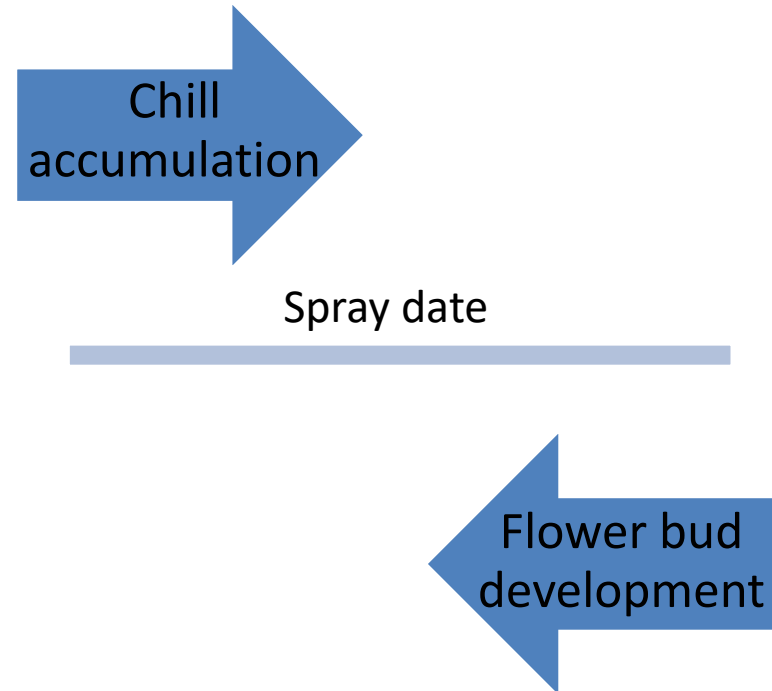 Chill
accumulation
Spray date
Flower bud
development